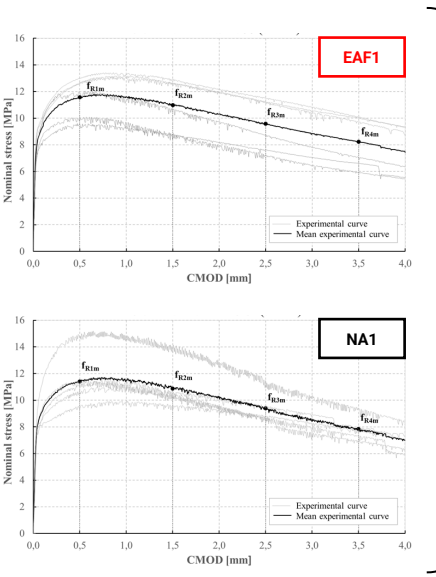 EAF1
16
14
12
10
8
6
4
2
0
Nominal stress [MPa]
fR1m
fR2m
fR3m
fR4m
Experimental curve
Mean experimental curve
0,0 0,5 1,0 1,5 2,0 2,5 3,0 3,5 4,0
CMOD [mm]
NA1
16
14
12
10
8
6
4
2
0
Nominal stress [MPa]
fR1m
fR2m
fR3m
fR4m
Experimental curve
Mean experimental curve
0,0 0,5 1,0 1,5 2,0 2,5 3,0 3,5 4,0
CMOD [mm]